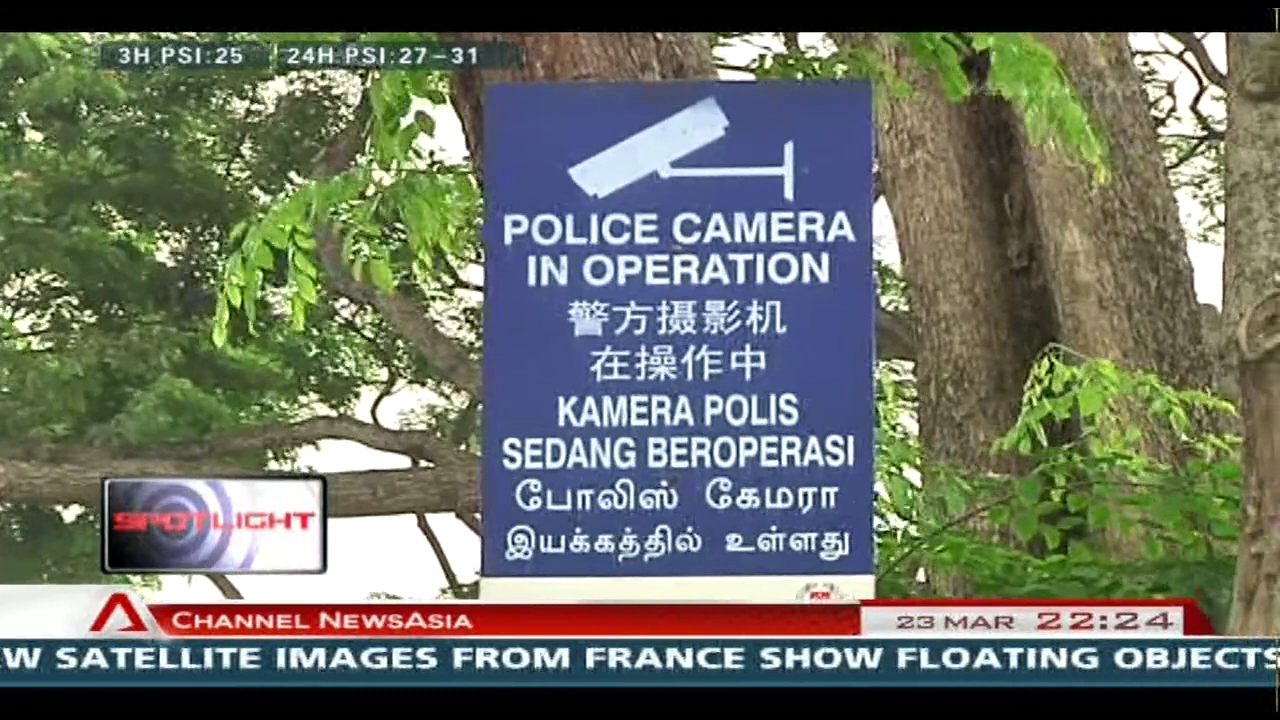 3H PSI:25 24H PSI:27-31
POLICE CAMERA
IN OPERATION
警方摄影机
在操作中
KAMERA POLIS
SEDANG BEROPERASI
போலிஸ் கேமரா
இயக்கத்தில் உள்ளது
SPOTLIGHT
CHANNEL NEWSASIA
23 MAR 22:24
EW SATELLITE IMAGES FROM FRANCE SHOW FLOATING OBJECTS